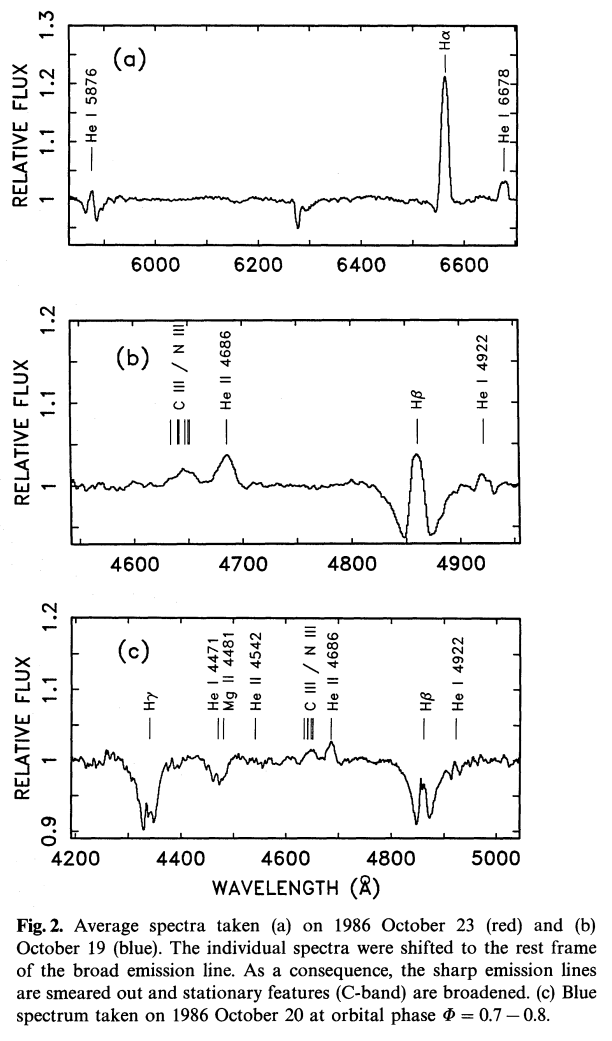 1.3
1.2
1.1
1
RELATIVE FLUX
(a)
He I 5876
Hα
He I 6678
6000 6200 6400 6600
1.2
1.1
1
RELATIVE FLUX
(b)
C III / N III
He II 4686
Hβ
He I 4922
4600 4700 4800 4900
1.2
1.1
1
0.9
RELATIVE FLUX
(c)
Hγ
He I 4471
Mg II 4481
He II 4542
C III / N III
He II 4686
Hβ
He I 4922
4200 4400 4600 4800 5000
WAVELENGTH (Å)
Fig. 2. Average spectra taken (a) on 1986 October 23 (red) and (b)
October 19 (blue). The individual spectra were shifted to the rest frame
of the broad emission line. As a consequence, the sharp emission lines
are smeared out and stationary features (C-band) are broadened. (c) Blue
spectrum taken on 1986 October 20 at orbital phase Φ = 0.7 – 0.8.